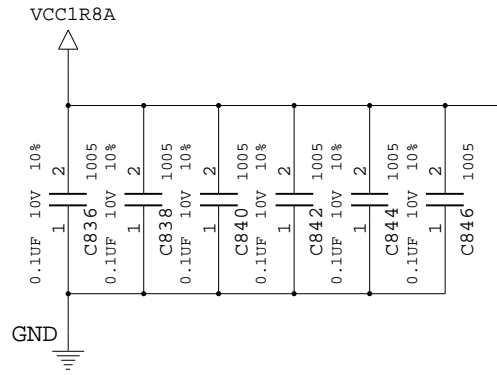 VCC1R8A
0.1UF 10V 10%
1 2
C836 1005
0.1UF 10V 10%
1 2
C838 1005
0.1UF 10V 10%
1 2
C840 1005
0.1UF 10V 10%
1 2
C842 1005
0.1UF 10V 10%
1 2
C844 1005
0.1UF 10V 10%
1 2
C846 1005
GND